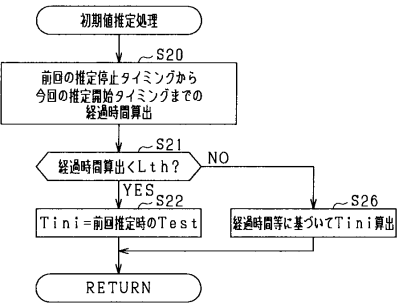 初期値推定処理
S20
前回の推定停止タイミングから
今回の推定開始タイミングまでの
経過時間算出
S21
経過時間算出<Lth?
NO
YES
S22
Tini=前回推定時のTest
S26
経過時間等に基づいてTini算出
RETURN